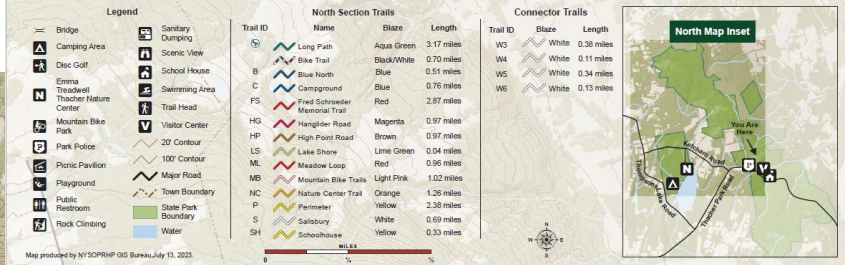 Legend
Bridge
Camping Area
Disc Golf
Emma
Treadwell
Thacher Nature
Center
N
Mountain Bike
Park
P
Park Police
Picnic Pavilion
Playground
Public
Restroom
Rock Climbing
Sanitary
Dumping
Scenic View
School House
Swimming Area
Trail Head
V
Visitor Center
20' Contour
100' Contour
Major Road
Town Boundary
State Park
Boundary
Water
Map produced by NYSOPRHP GIS Bureau,July 13, 2023.
North Section Trails
Trail ID Name Blaze Length
Long Path Aqua Green 3.17 miles
Bike Trail Black/White 0.70 miles
B Blue North Blue 0.51 miles
C Campground Blue 0.76 miles
FS Fred Schroeder Red 2.87 miles
Memorial Trail
HG Hanglider Road Magenta 0.97 miles
HP High Point Road Brown 0.97 miles
LS Lake Shore Lime Green 0.04 miles
ML Meadow Loop Red 0.96 miles
MB Mountain Bike Trails Light Pink 1.02 miles
NC Nature Center Trail Orange 1.26 miles
P Perimeter Yellow 2.38 miles
S Salisbury White 0.69 miles
SH Schoolhouse Yellow 0.33 miles
MILES
0 ¼ ½
Connector Trails
Trail ID Blaze Length
W3 White 0.38 miles
W4 White 0.11 miles
W5 White 0.34 miles
W6 White 0.13 miles
N
W E
S
North Map Inset
You Are
Here
Ketcham Road
P
V
N
Thompson Lake Road
Thacher Park Road